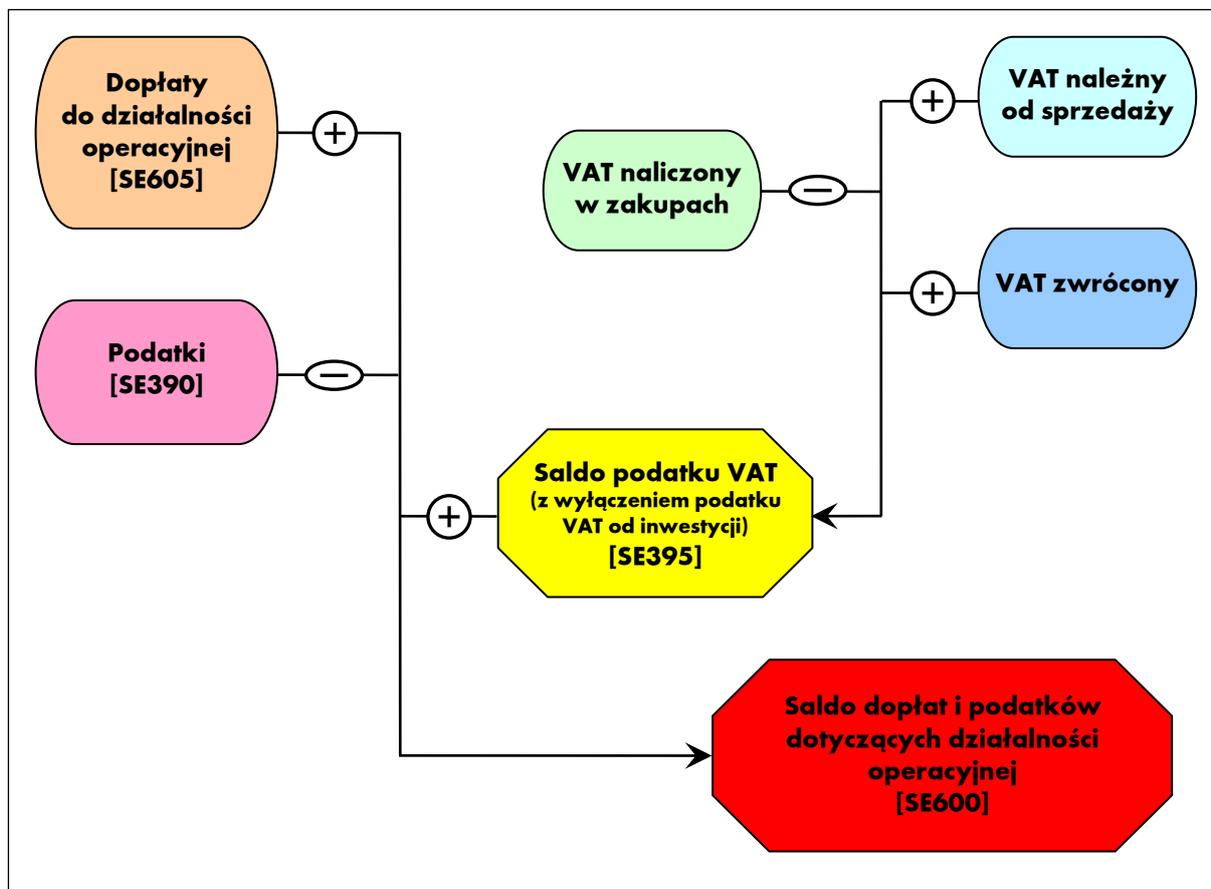 Dopłaty
do działalności
operacyjnej
[SE605]
+
VAT należny
od sprzedaży
+
VAT naliczony
w zakupach
−
VAT zwrócony
+
Podatki
[SE390]
−
Saldo podatku VAT
(z wyłączeniem podatku
VAT od inwestycji)
[SE395]
+
Saldo dopłat i podatków
dotyczących działalności
operacyjnej
[SE600]